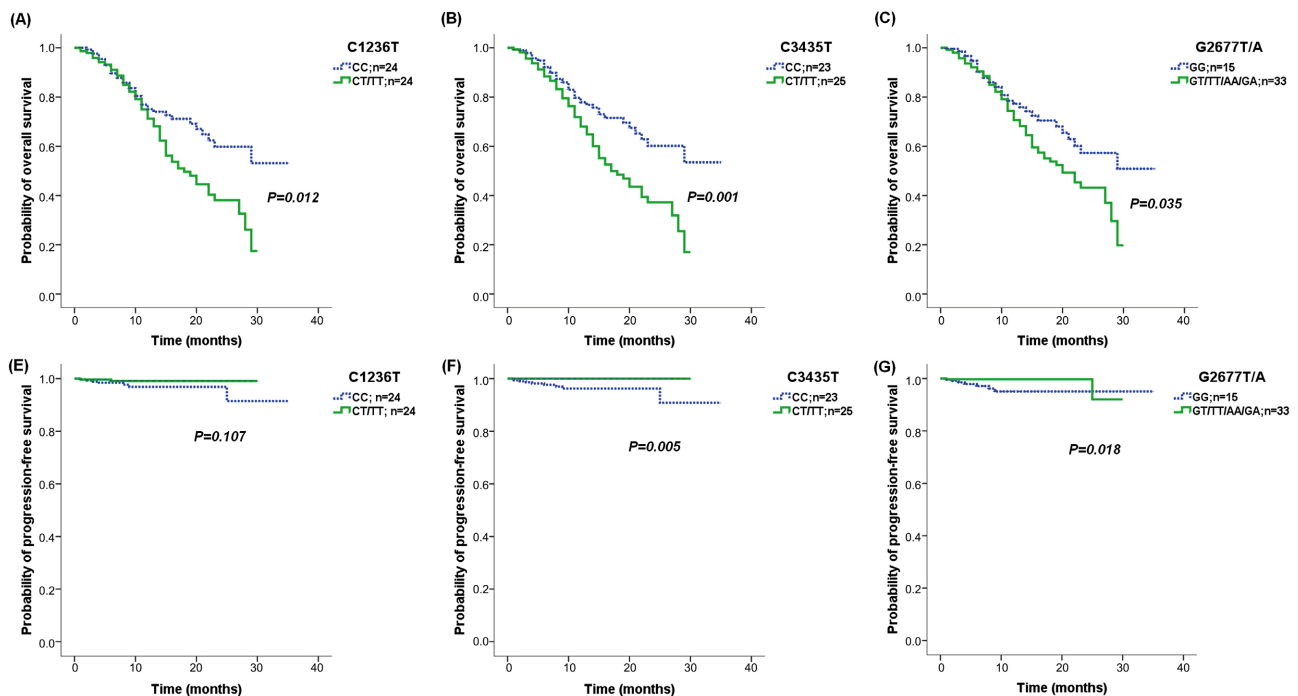 (A)
C1236T
CC;n=24
CT/TT;n=24
Probability of overall survival
1.0
0.8
0.6
0.4
0.2
0.0
P=0.012
0 10 20 30 40
Time (months)
(B)
C3435T
CC;n=23
CT/TT;n=25
Probability of overall survival
1.0
0.8
0.6
0.4
0.2
0.0
P=0.001
0 10 20 30 40
Time (months)
(C)
G2677T/A
GG;n=15
GT/TT/AA/GA;n=33
Probability of overall survival
1.0
0.8
0.6
0.4
0.2
0.0
P=0.035
0 10 20 30 40
Time (months)
(E)
C1236T
CC; n=24
CT/TT; n=24
Probability of progression-free survival
1.0
0.8
0.6
0.4
0.2
0.0
P=0.107
0 10 20 30 40
Time (months)
(F)
C3435T
CC;n=23
CT/TT;n=25
Probability of progression-free survival
1.0
0.8
0.6
0.4
0.2
0.0
P=0.005
0 10 20 30 40
Time (months)
(G)
G2677T/A
GG;n=15
GT/TT/AA/GA;n=33
Probability of progression-free survival
1.0
0.8
0.6
0.4
0.2
0.0
P=0.018
0 10 20 30 40
Time (months)